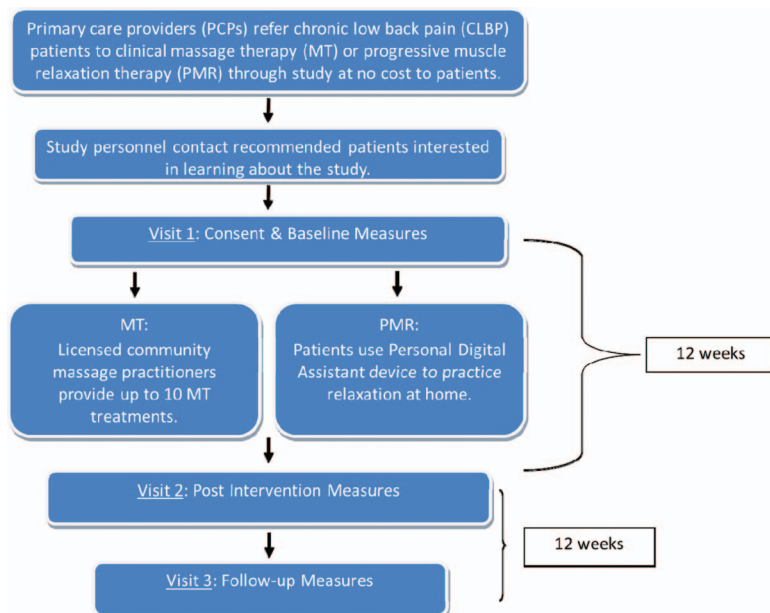 Primary care providers (PCPs) refer chronic low back pain (CLBP)
patients to clinical massage therapy (MT) or progressive muscle
relaxation therapy (PMR) through study at no cost to patients.
Study personnel contact recommended patients interested
in learning about the study.
Visit 1: Consent & Baseline Measures
MT:
Licensed community
massage practitioners
provide up to 10 MT
treatments.
PMR:
Patients use Personal Digital
Assistant device to practice
relaxation at home.
12 weeks
Visit 2: Post Intervention Measures
12 weeks
Visit 3: Follow-up Measures